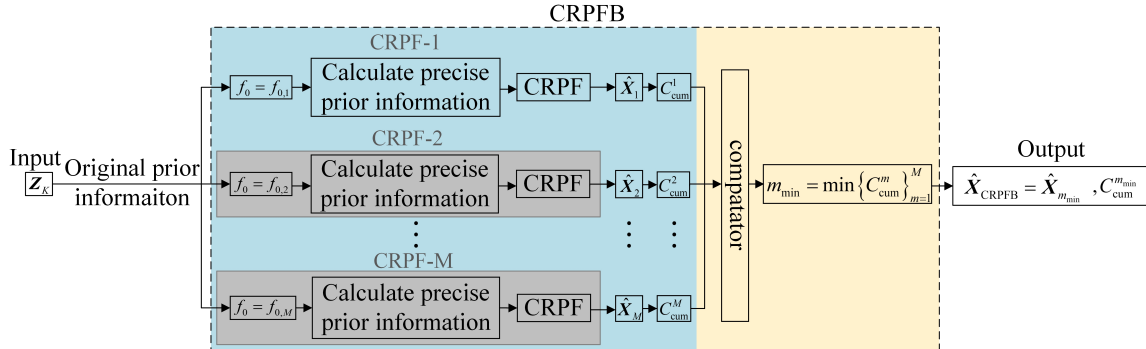 CRPFB
CRPF-1
f₀ = f₀,₁
Calculate precise
prior information
CRPF
X̂₁
C¹cum
Input
Z_K
Original prior
informaiton
CRPF-2
f₀ = f₀,₂
Calculate precise
prior information
CRPF
X̂₂
C²cum
⋮
⋮
⋮
CRPF-M
f₀ = f₀,M
Calculate precise
prior information
CRPF
X̂_M
C^M_cum
compatator
m_min = min{C^m_cum}^M_{m=1}
Output
X̂_CRPFB = X̂_{m_min} , C^{m_min}_cum